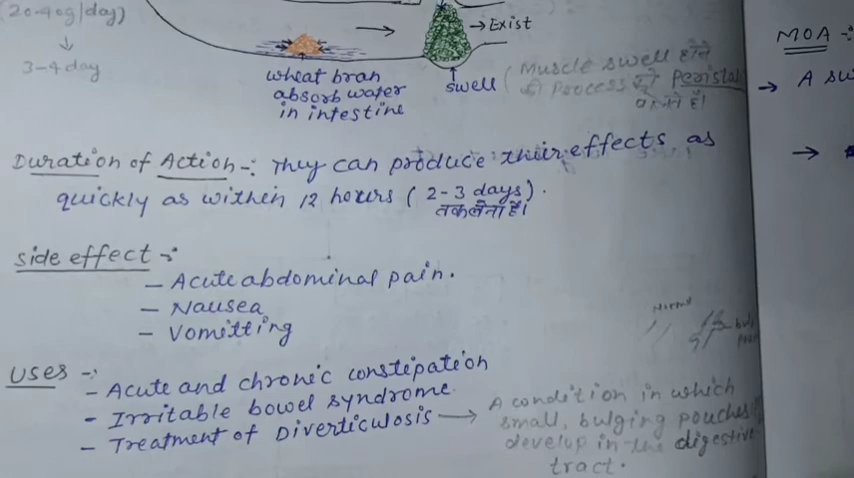 (20-40g/day)
↓
3-4 day
→ Exist
wheat bran
absorb water
in intestine
swell
(Muscle swell होने
की process को Peristal
कहते हैं।
Duration of Action -: They can produce their effects as
quickly as within 12 hours ( 2-3 days).
तक लेना है।
Side effect -:
- Acute abdominal pain.
- Nausea
- Vomitting
Uses -:
- Acute and chronic constipation
- Irritable bowel syndrome.
- Treatment of Diverticulosis → A condition in which
small, bulging pouches
develop in the digestive
tract.
Normal
MOA -:
→ A
→